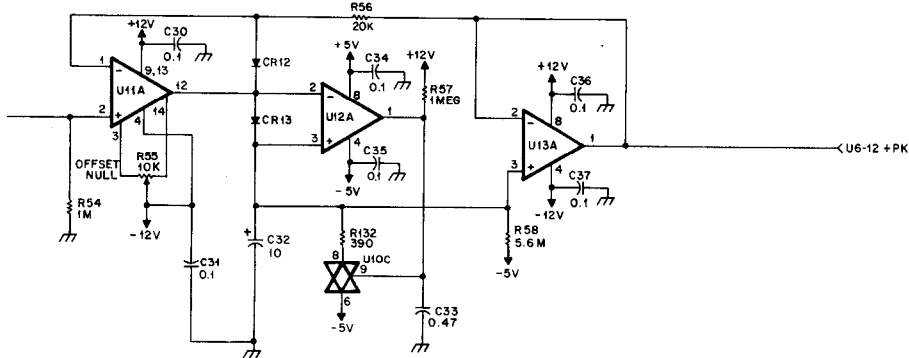 R56
20K
+12V
C30
0.1
1
−
9,13
U11A
12
2
+
14
3
4
OFFSET
NULL
R55
10K
R54
1M
-12V
C31
0.1
CR12
CR13
+
C32
10
+5V
C34
0.1
2
−
8
U12A
1
3
+
4
C35
0.1
-5V
+12V
R57
1MEG
R132
390
8
U10C
9
6
-5V
C33
0.47
+12V
C36
0.1
2
−
8
U13A
1
3
+
4
C37
0.1
-12V
R58
5.6M
-5V
U6-12 +PK